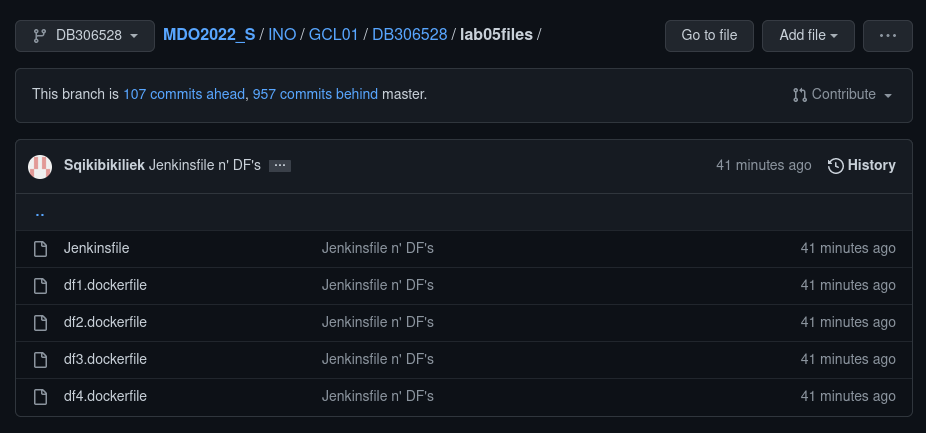 DB306528 MDO2022_S / INO / GCL01 / DB306528 / lab05files / Go to file Add file ...
This branch is 107 commits ahead, 957 commits behind master. Contribute
Sqikibikiliek Jenkinsfile n' DF's ... 41 minutes ago History
..
Jenkinsfile Jenkinsfile n' DF's 41 minutes ago
df1.dockerfile Jenkinsfile n' DF's 41 minutes ago
df2.dockerfile Jenkinsfile n' DF's 41 minutes ago
df3.dockerfile Jenkinsfile n' DF's 41 minutes ago
df4.dockerfile Jenkinsfile n' DF's 41 minutes ago